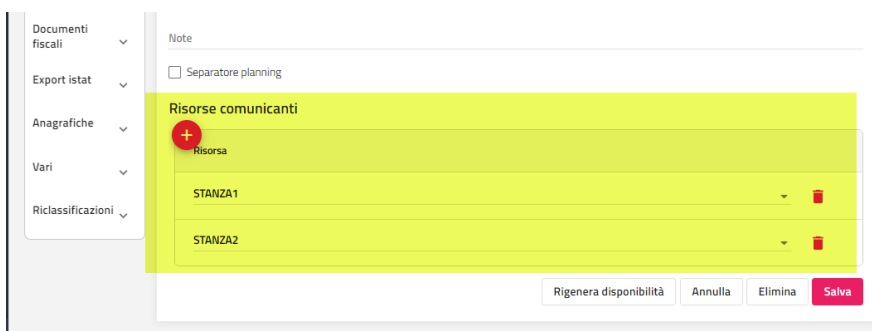 Documenti
fiscali
Export istat
Anagrafiche
Vari
Riclassificazioni
Note
Separatore planning
Risorse comunicanti
+
Risorsa
STANZA1
STANZA2
Rigenera disponibilità
Annulla
Elimina
Salva